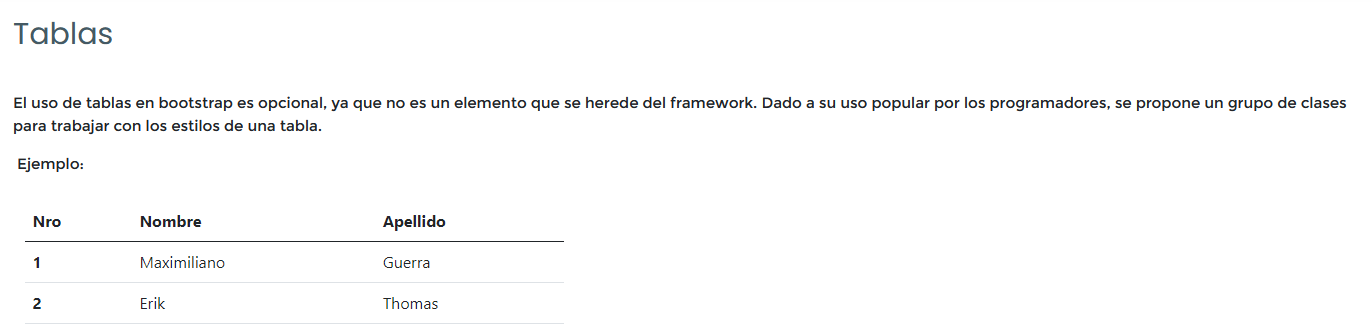 Tablas
El uso de tablas en bootstrap es opcional, ya que no es un elemento que se herede del framework. Dado a su uso popular por los programadores, se propone un grupo de clases
para trabajar con los estilos de una tabla.
Ejemplo:
Nro Nombre Apellido
1 Maximiliano Guerra
2 Erik Thomas